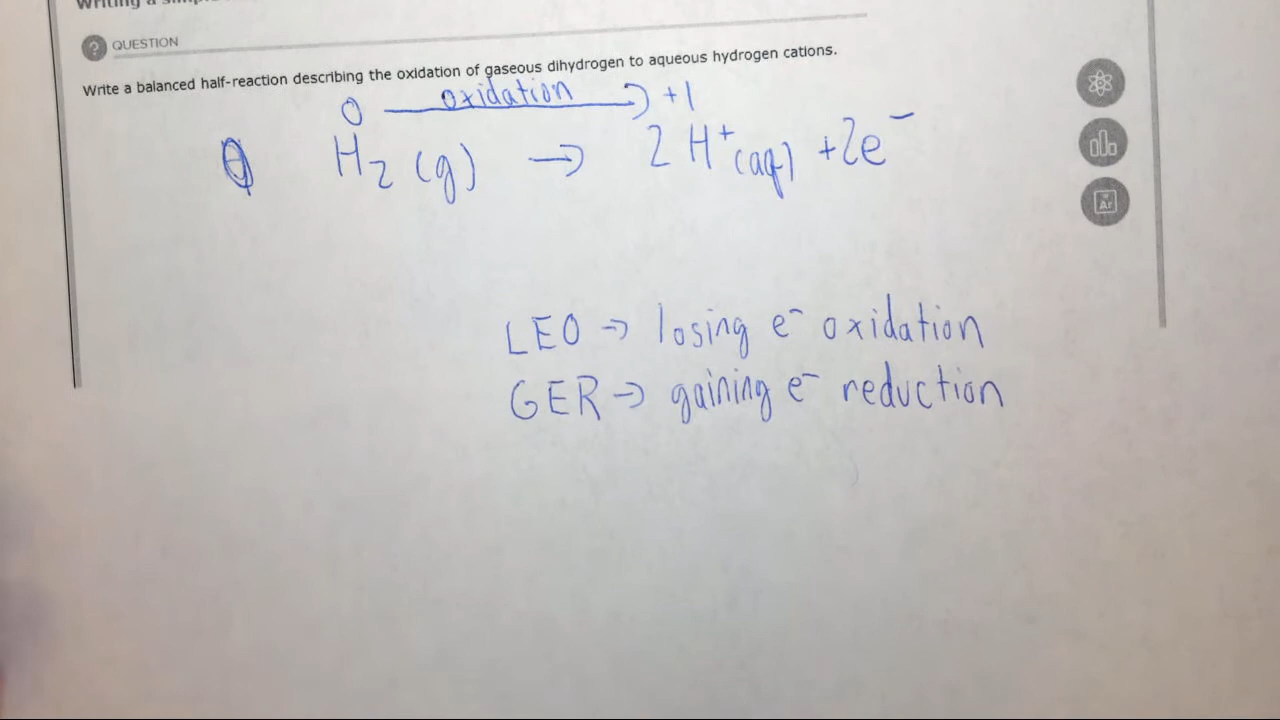 QUESTION
Write a balanced half-reaction describing the oxidation of gaseous dihydrogen to aqueous hydrogen cations.
0 oxidation +1
H₂ (g) → 2 H⁺(aq) +2e⁻
LEO → losing e⁻ oxidation
GER → gaining e⁻ reduction
Ar